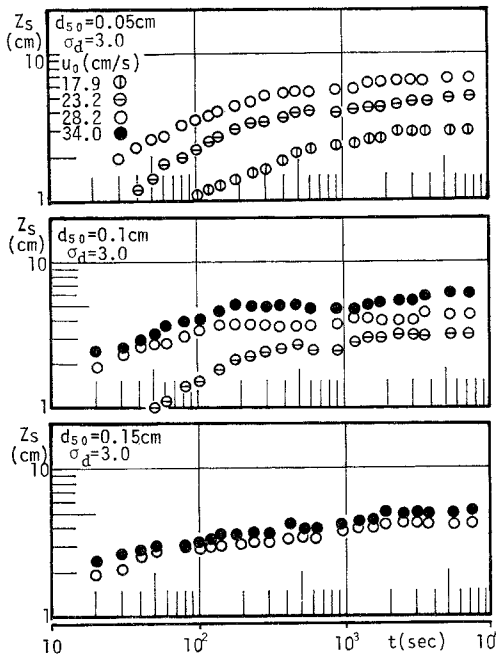 Zs
(cm)
d50=0.05cm
σd=3.0
u0(cm/s)
17.9
23.2
28.2
34.0
10
1
Zs
(cm)
d50=0.1cm
σd=3.0
10
1
Zs
(cm)
d50=0.15cm
σd=3.0
10
1
10
10²
10³
t(sec)
10